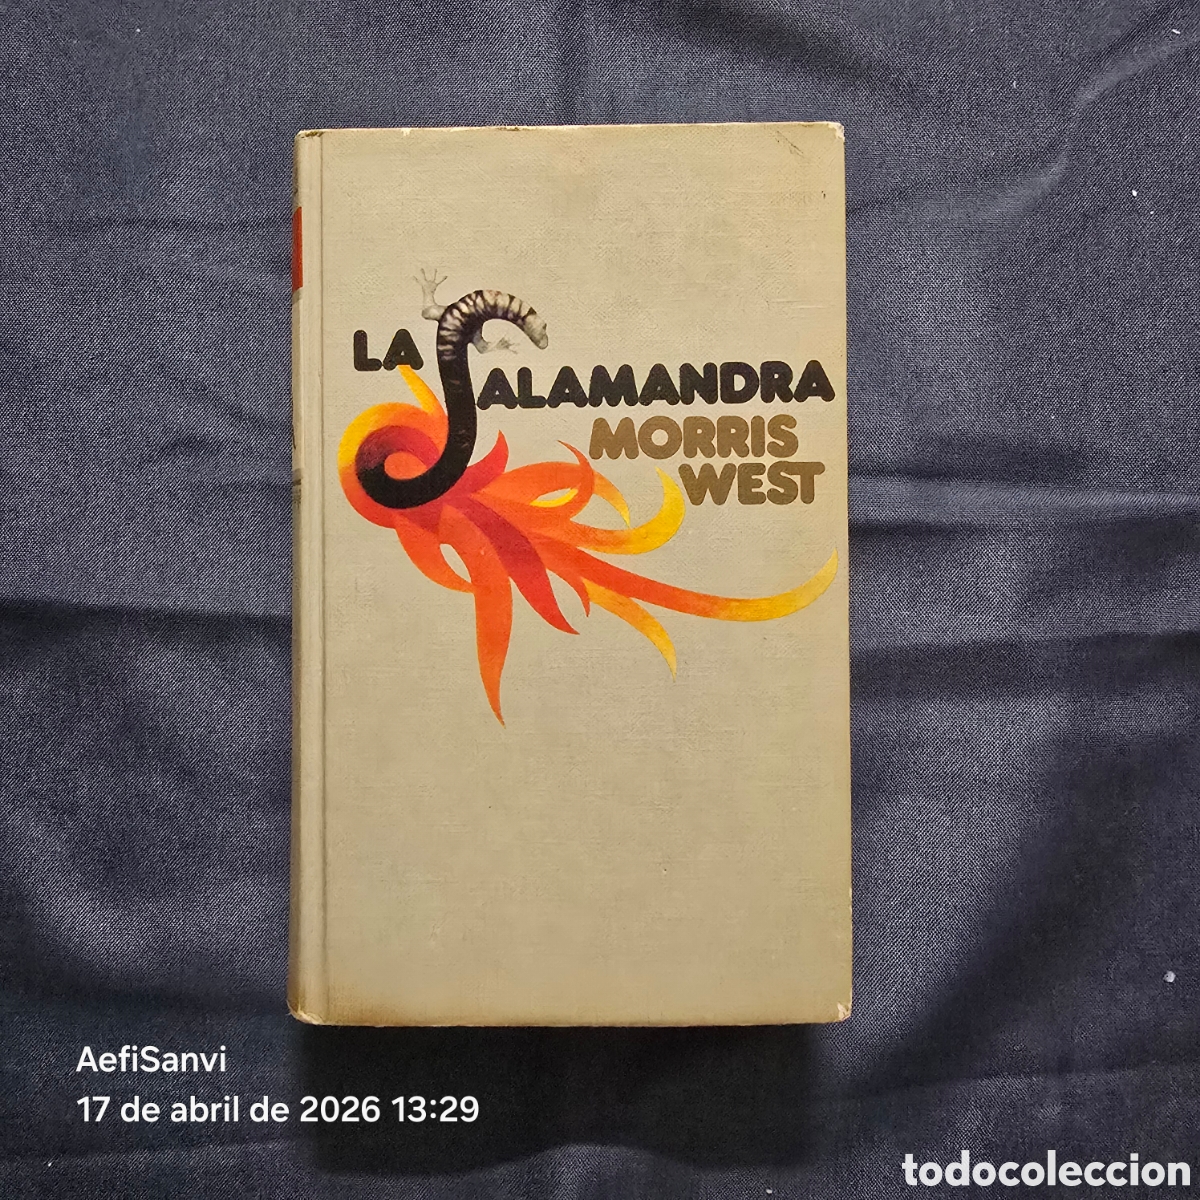 LA
SALAMANDRA
MORRIS
WEST
AefiSanvi
17 de abril de 2026 13:29
todocoleccion